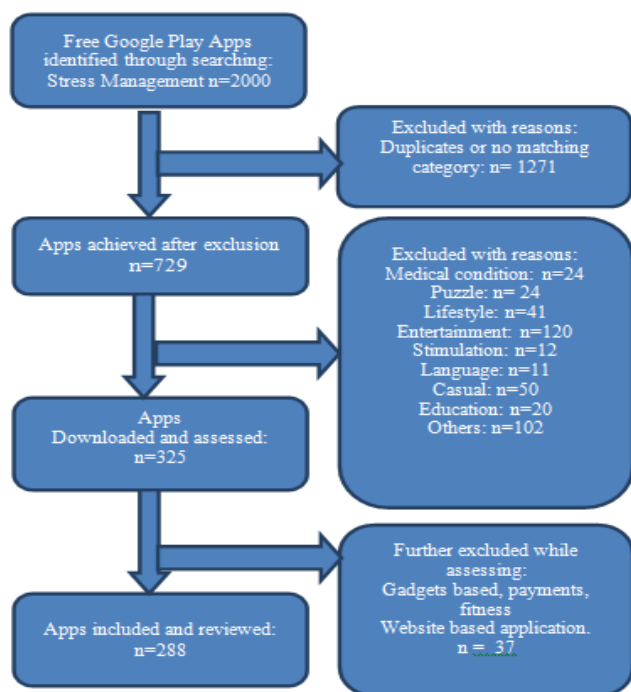 Free Google Play Apps
identified through searching:
Stress Management n=2000
Excluded with reasons:
Duplicates or no matching
category: n= 1271
Apps achieved after exclusion
n=729
Excluded with reasons:
Medical condition: n=24
Puzzle: n= 24
Lifestyle: n=41
Entertainment: n=120
Stimulation: n=12
Language: n=11
Casual: n=50
Education: n=20
Others: n=102
Apps
Downloaded and assessed:
n=325
Further excluded while
assessing:
Gadgets based, payments,
fitness
Website based application.
n = 37
Apps included and reviewed:
n=288